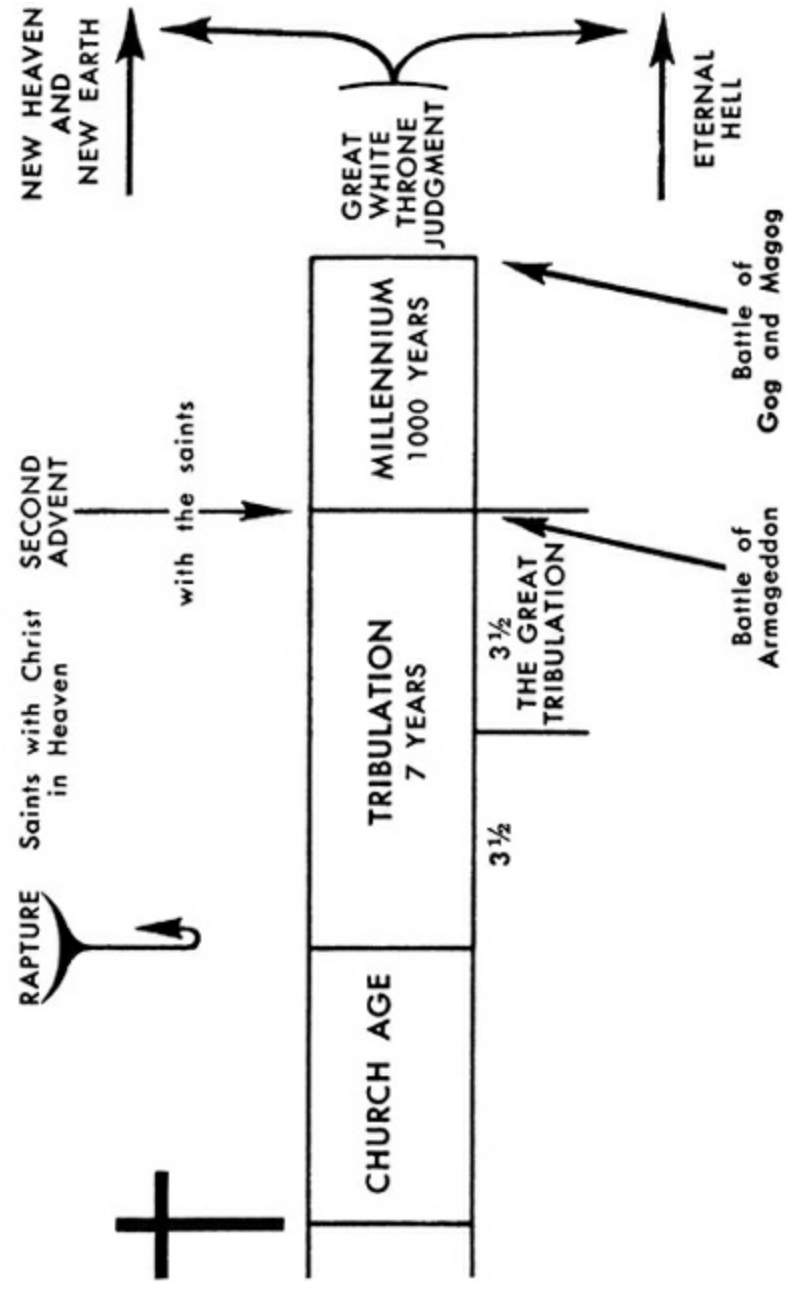 RAPTURE
Saints with Christ
in Heaven
SECOND
ADVENT
with the saints
NEW HEAVEN
AND
NEW EARTH
CHURCH AGE
TRIBULATION
7 YEARS
MILLENNIUM
1000 YEARS
GREAT
WHITE
THRONE
JUDGMENT
3½
3½
THE GREAT
TRIBULATION
Battle of
Armageddon
Battle of
Gog and Magog
ETERNAL
HELL